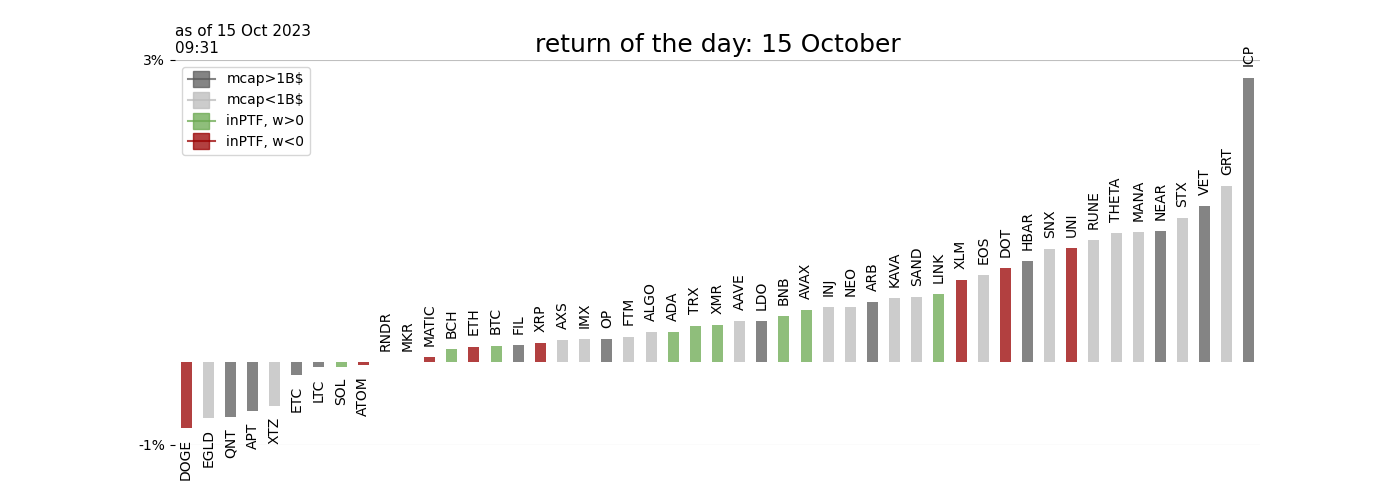 as of 15 Oct 2023
09:31
return of the day: 15 October
3%
mcap>1B$
mcap<1B$
inPTF, w>0
inPTF, w<0
-1%
DOGE
EGLD
QNT
APT
XTZ
ETC
LTC
SOL
ATOM
RNDR
MKR
MATIC
BCH
ETH
BTC
FIL
XRP
AXS
IMX
OP
FTM
ALGO
ADA
TRX
XMR
AAVE
LDO
BNB
AVAX
INJ
NEO
ARB
KAVA
SAND
LINK
XLM
EOS
DOT
HBAR
SNX
UNI
RUNE
THETA
MANA
NEAR
STX
VET
GRT
ICP